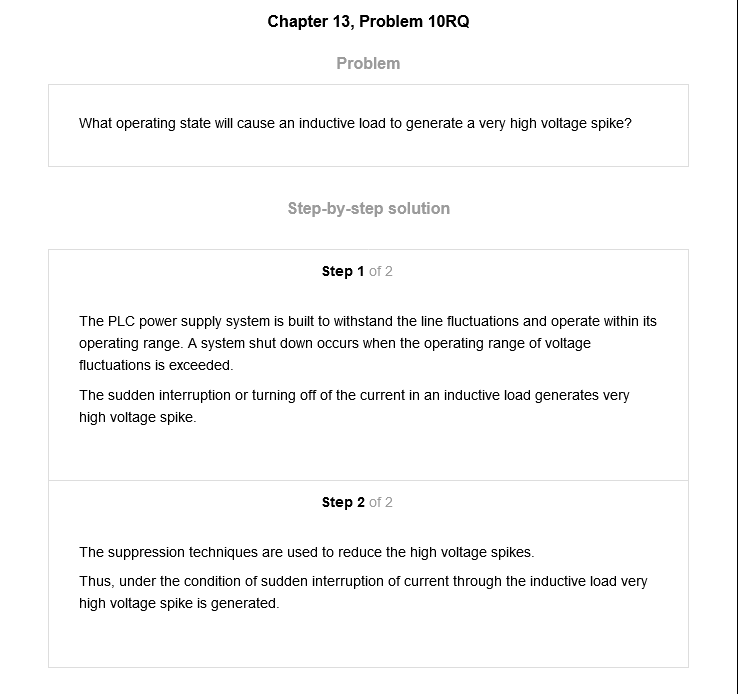 Chapter 13, Problem 10RQ
Problem
What operating state will cause an inductive load to generate a very high voltage spike?
Step-by-step solution
Step 1 of 2
The PLC power supply system is built to withstand the line fluctuations and operate within its
operating range. A system shut down occurs when the operating range of voltage
fluctuations is exceeded.
The sudden interruption or turning off of the current in an inductive load generates very
high voltage spike.
Step 2 of 2
The suppression techniques are used to reduce the high voltage spikes.
Thus, under the condition of sudden interruption of current through the inductive load very
high voltage spike is generated.